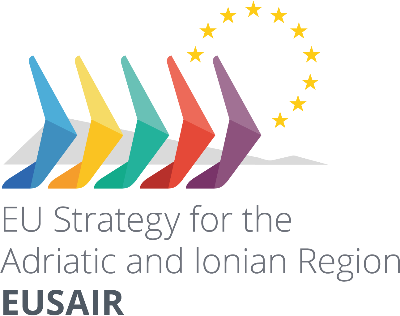 EU Strategy for the
Adriatic and Ionian Region
EUSAIR